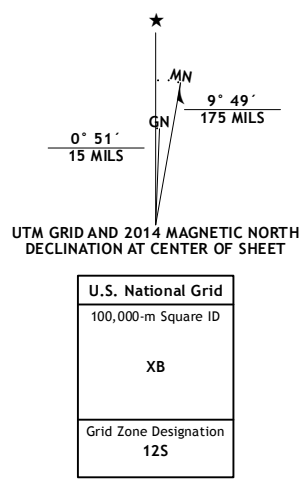 MN
GN
9° 49´
175 MILS
0° 51´
15 MILS
UTM GRID AND 2014 MAGNETIC NORTH
DECLINATION AT CENTER OF SHEET
U.S. National Grid
100,000-m Square ID
XB
Grid Zone Designation
12S